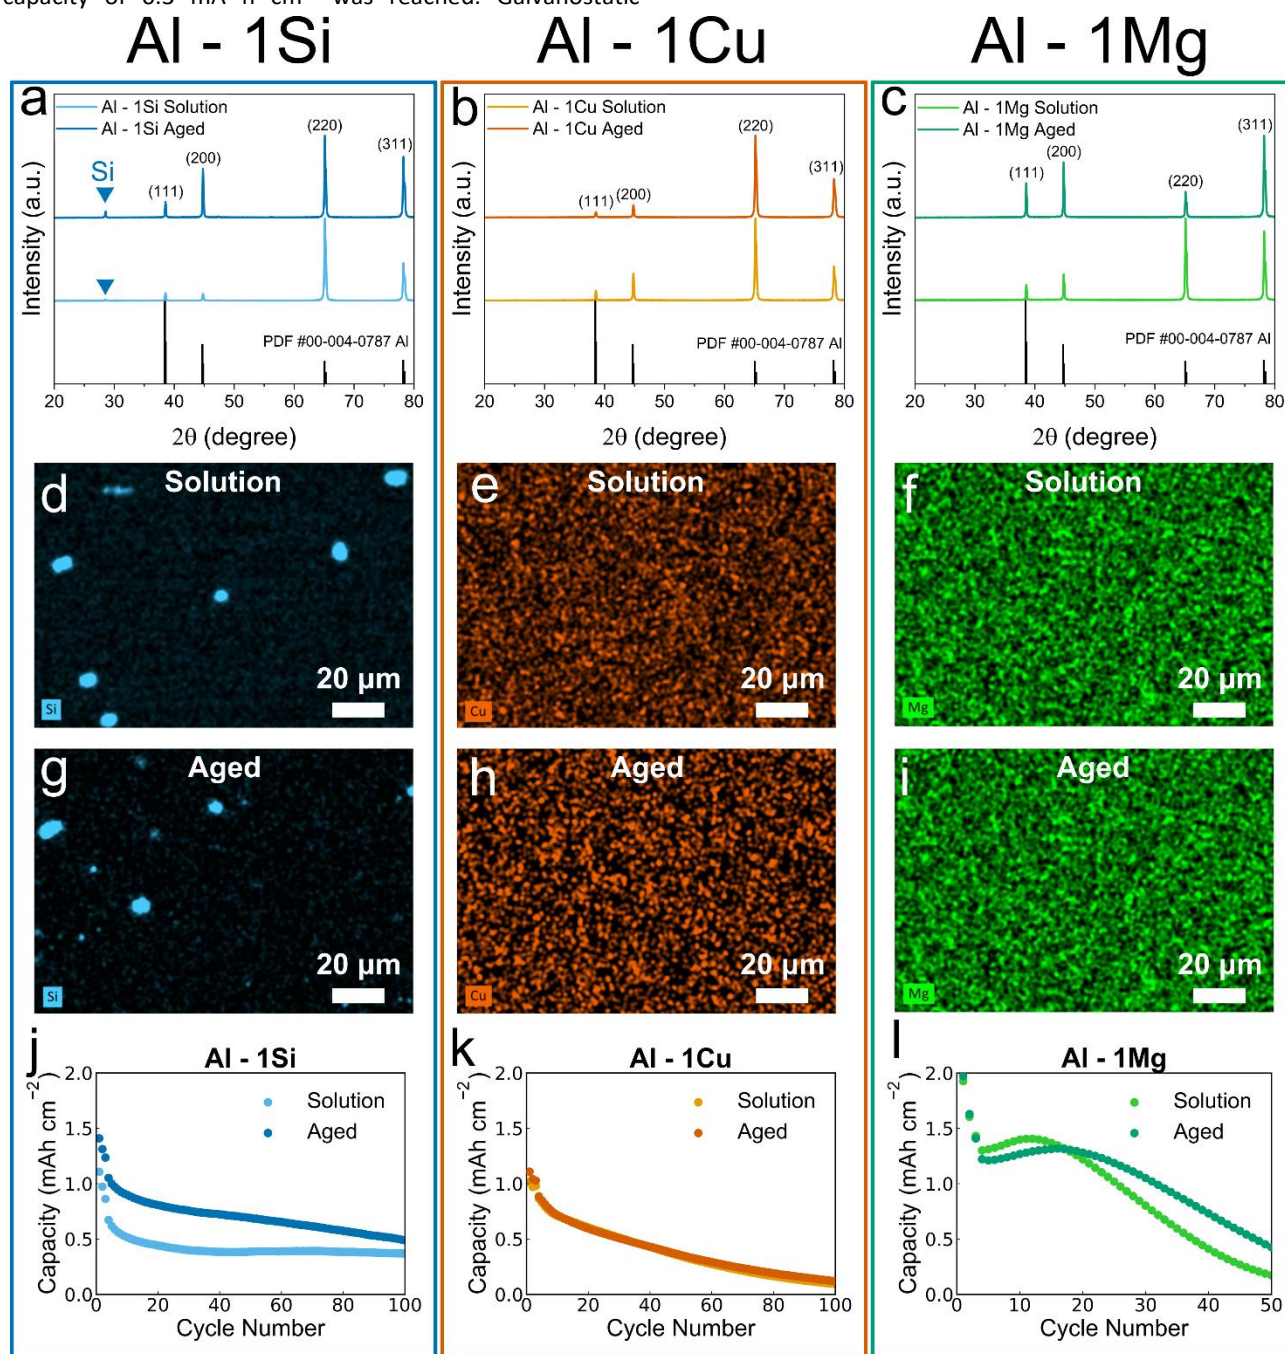 was reached. Galvanostatic
Al - 1Si
Al - 1Cu
Al - 1Mg
a
Al - 1Si Solution
Al - 1Si Aged
Si
(111)
(200)
(220)
(311)
PDF #00-004-0787 Al
Intensity (a.u.)
20 30 40 50 60 70 80
2θ (degree)
b
Al - 1Cu Solution
Al - 1Cu Aged
(111)
(200)
(220)
(311)
PDF #00-004-0787 Al
Intensity (a.u.)
20 30 40 50 60 70 80
2θ (degree)
c
Al - 1Mg Solution
Al - 1Mg Aged
(111)
(200)
(220)
(311)
PDF #00-004-0787 Al
Intensity (a.u.)
20 30 40 50 60 70 80
2θ (degree)
d
Solution
20 µm
Si
e
Solution
20 µm
Cu
f
Solution
20 µm
Mg
g
Aged
20 µm
Si
h
Aged
20 µm
Cu
i
Aged
20 µm
Mg
j
Al - 1Si
Solution
Aged
Capacity (mAh cm⁻²)
2.0
1.5
1.0
0.5
0.0
0 20 40 60 80 100
Cycle Number
k
Al - 1Cu
Solution
Aged
Capacity (mAh cm⁻²)
2.0
1.5
1.0
0.5
0.0
0 20 40 60 80 100
Cycle Number
l
Al - 1Mg
Solution
Aged
Capacity (mAh cm⁻²)
2.0
1.5
1.0
0.5
0.0
0 10 20 30 40 50
Cycle Number